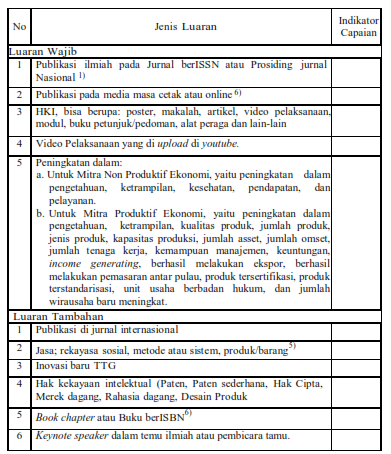 No Jenis Luaran Indikator Capaian
Luaran Wajib
1 Publikasi ilmiah pada Jurnal berISSN atau Prosiding jurnal
Nasional 1)
2 Publikasi pada media masa cetak atau online 6)
3 HKI, bisa berupa: poster, makalah, artikel, video pelaksanaan,
modul, buku petunjuk/pedoman, alat peraga dan lain-lain
4 Video Pelaksanaan yang di upload di youtube.
5 Peningkatan dalam:
a. Untuk Mitra Non Produktif Ekonomi, yaitu peningkatan dalam
pengetahuan, ketrampilan, kesehatan, pendapatan, dan
pelayanan.
b. Untuk Mitra Produktif Ekonomi, yaitu peningkatan dalam
pengetahuan, ketrampilan, kualitas produk, jumlah produk,
jenis produk, kapasitas produksi, jumlah asset, jumlah omset,
jumlah tenaga kerja, kemampuan manajemen, keuntungan,
income generating, berhasil melakukan ekspor, berhasil
melakukan pemasaran antar pulau, produk tersertifikasi, produk
terstandarisasi, unit usaha berbadan hukum, dan jumlah
wirausaha baru meningkat.
Luaran Tambahan
1 Publikasi di jurnal internasional
2 Jasa; rekayasa sosial, metode atau sistem, produk/barang5)
3 Inovasi baru TTG
4 Hak kekayaan intelektual (Paten, Paten sederhana, Hak Cipta,
Merek dagang, Rahasia dagang, Desain Produk
5 Book chapter atau Buku berISBN6)
6 Keynote speaker dalam temu ilmiah atau pembicara tamu.